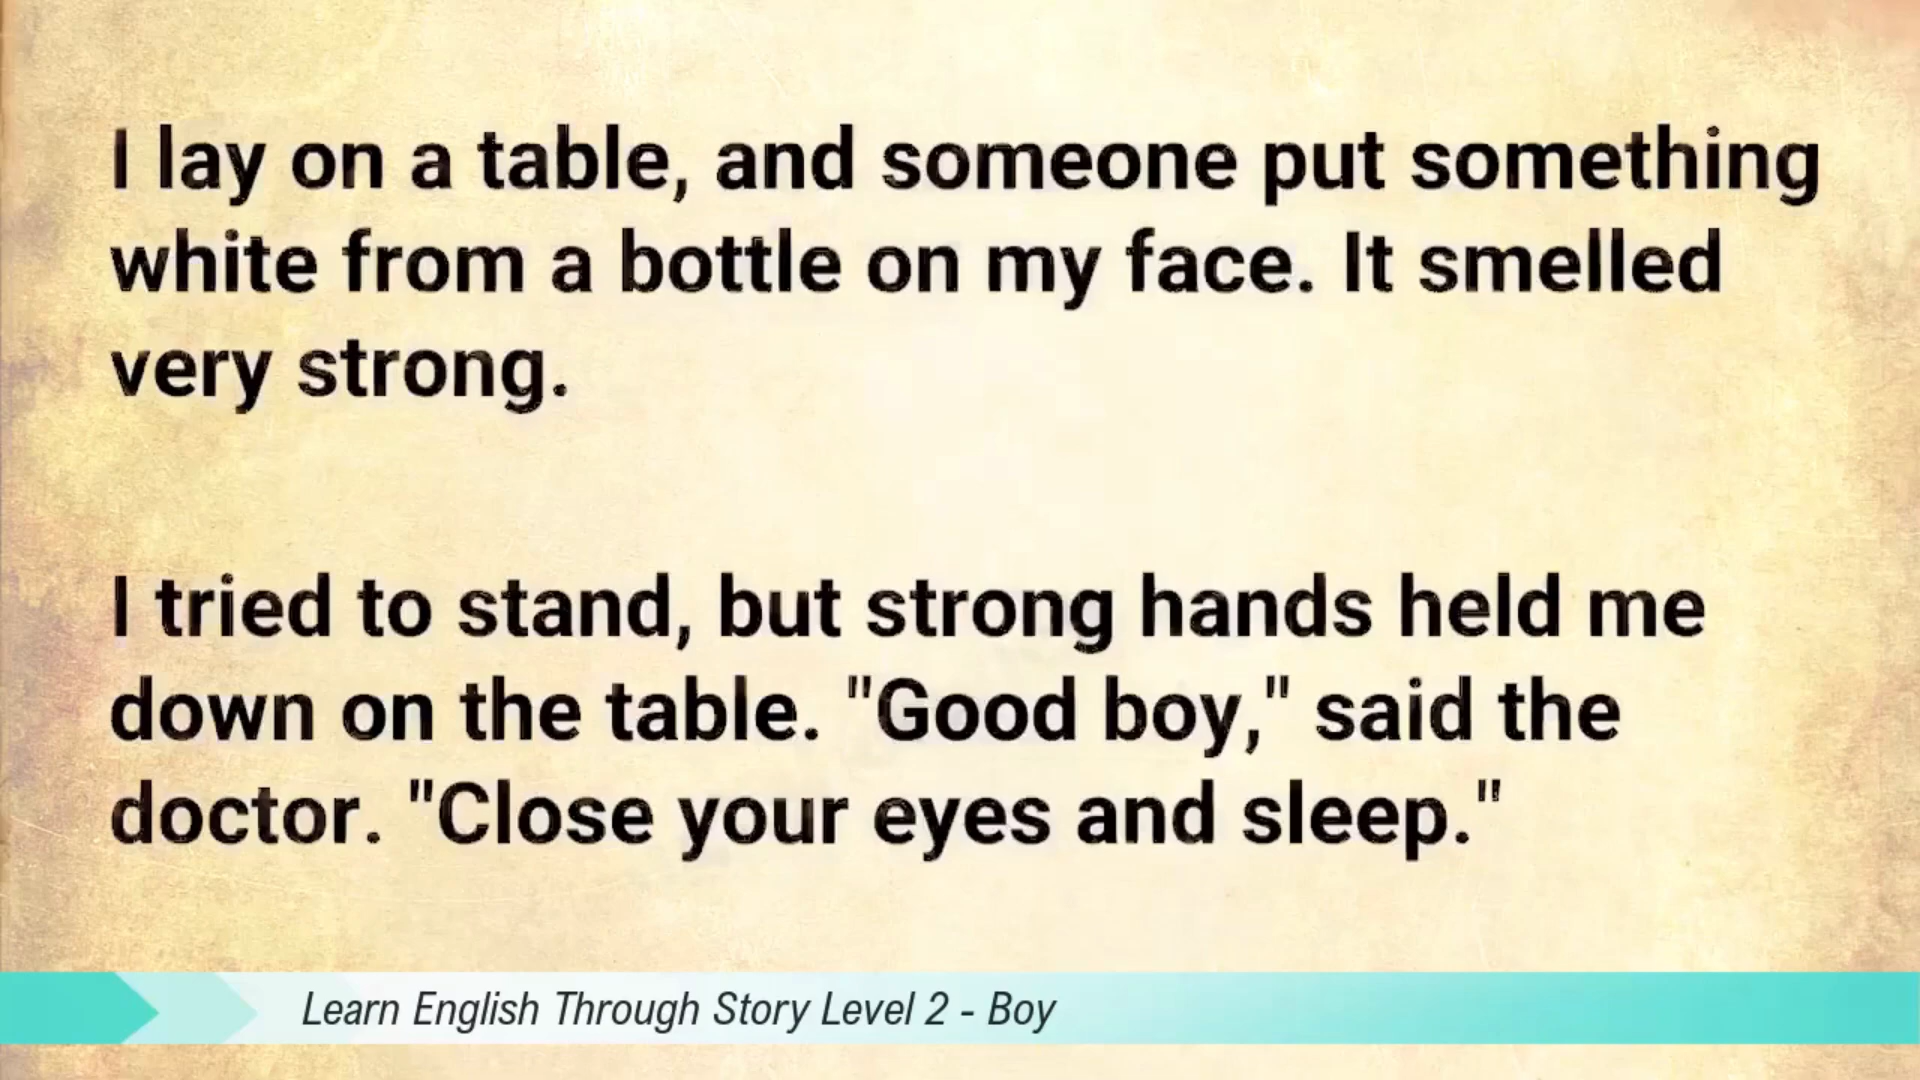 I lay on a table, and someone put something
white from a bottle on my face. It smelled
very strong.
I tried to stand, but strong hands held me
down on the table. "Good boy," said the
doctor. "Close your eyes and sleep."
Learn English Through Story Level 2 - Boy